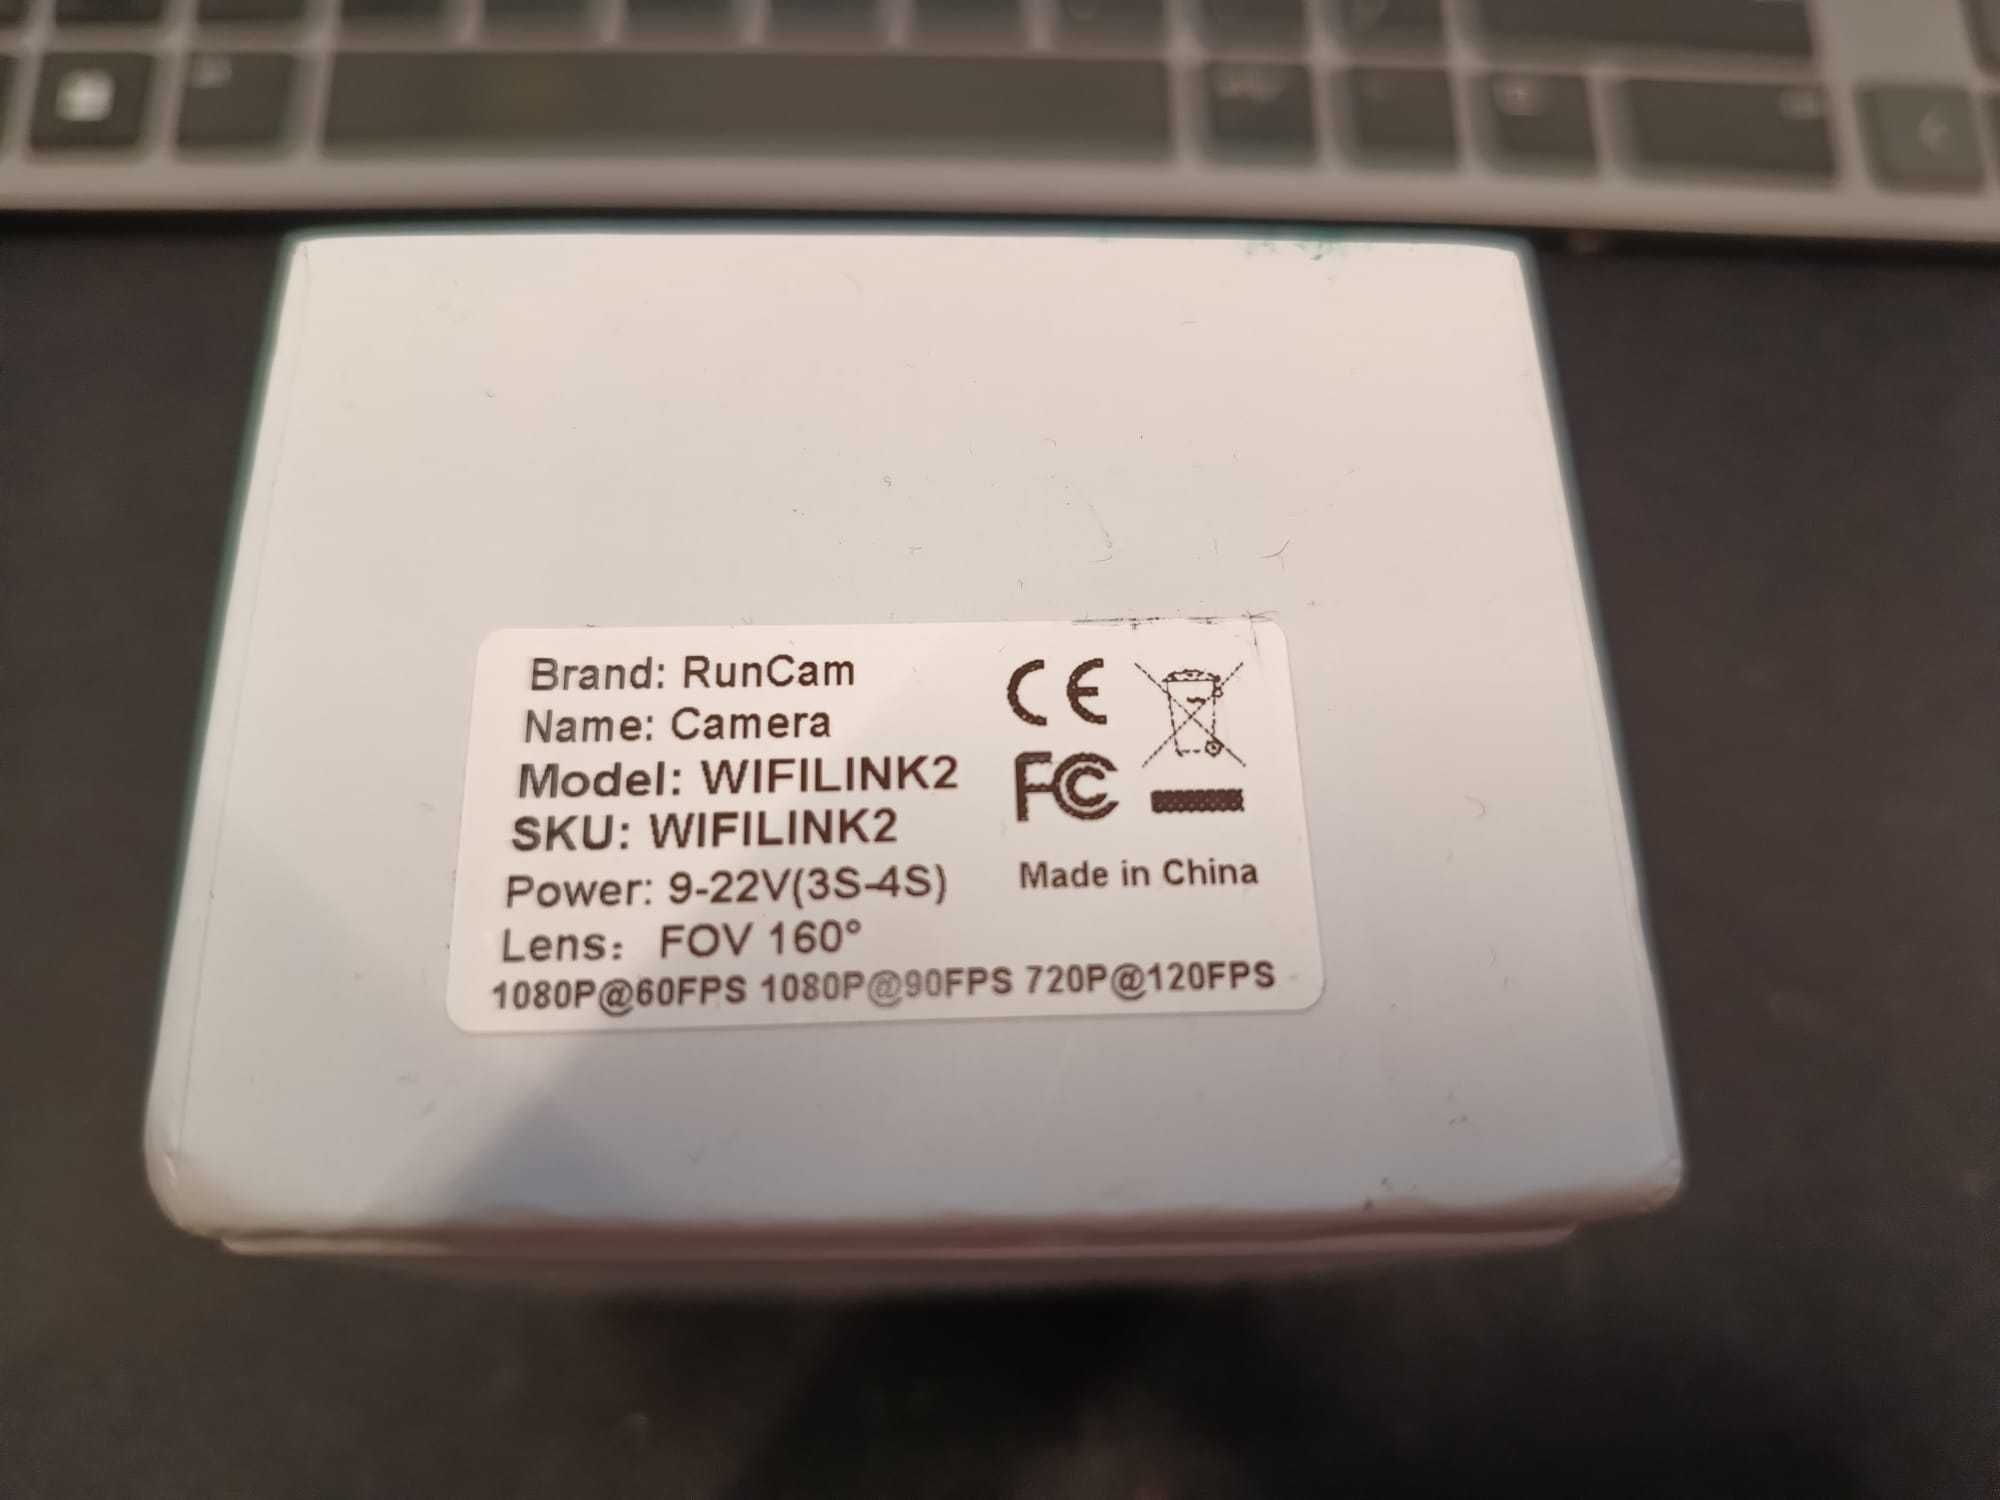 Brand: RunCam
Name: Camera
Model: WIFILINK2
SKU: WIFILINK2
Power: 9-22V(3S-4S)
Lens: FOV 160°
1080P@60FPS 1080P@90FPS 720P@120FPS
CE
FC
Made in China